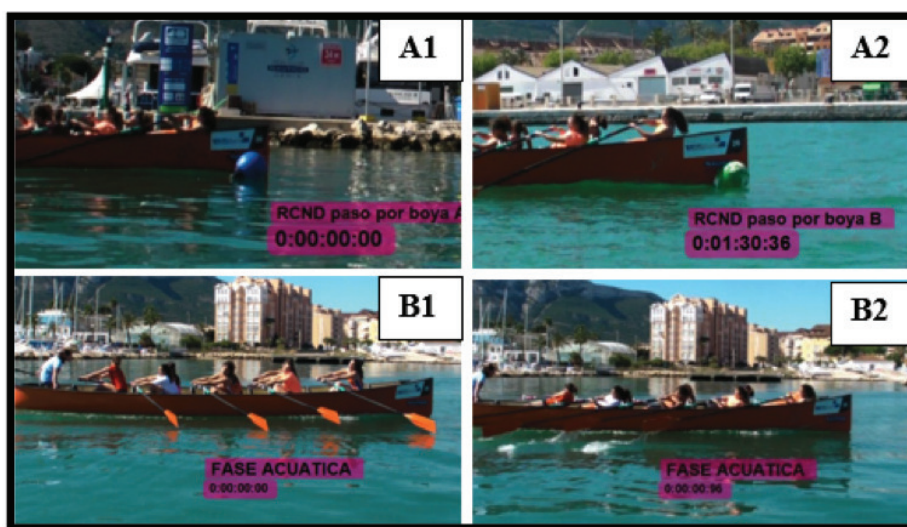 A1
RCND paso por boya A
0:00:00:00
A2
RCND paso por boya B
0:01:30:36
B1
FASE ACUATICA
0:00:00:00
B2
FASE ACUATICA
0:00:00:96